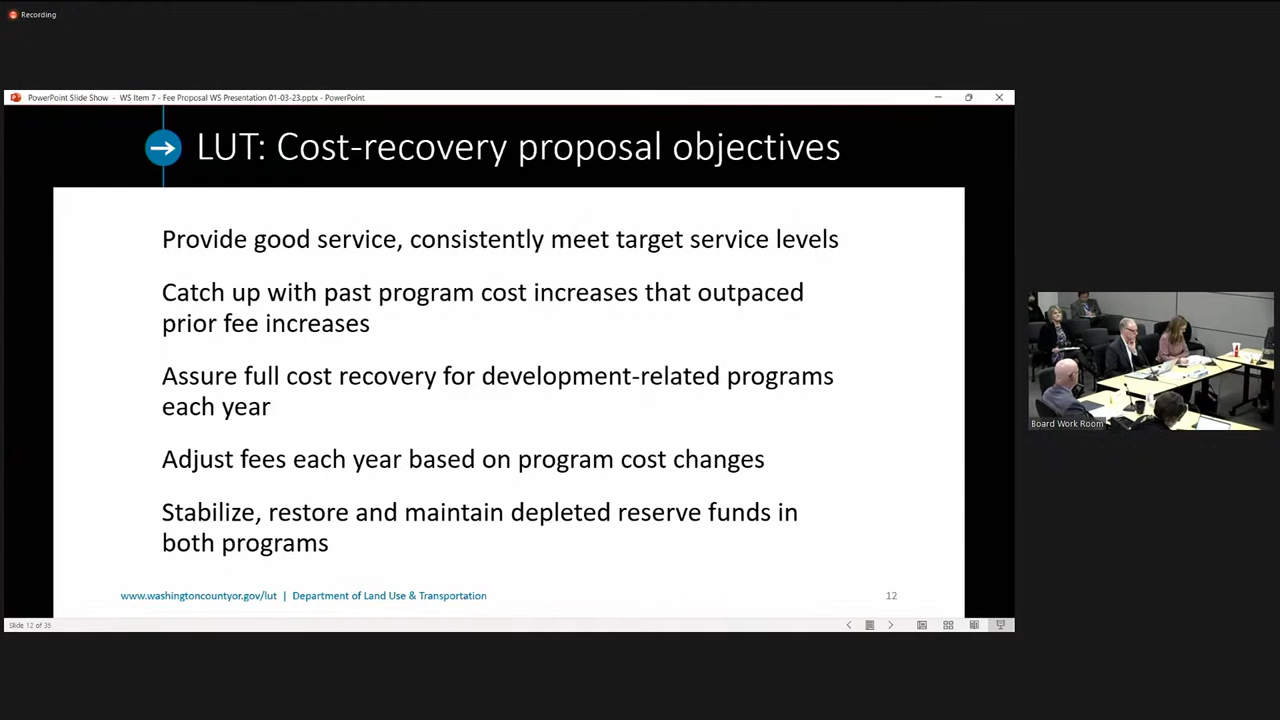 Recording
PowerPoint Slide Show - WS Item 7 - Fee Proposal WS Presentation 01-03-23.pptx - PowerPoint
LUT: Cost-recovery proposal objectives
Provide good service, consistently meet target service levels
Catch up with past program cost increases that outpaced
prior fee increases
Assure full cost recovery for development-related programs
each year
Adjust fees each year based on program cost changes
Stabilize, restore and maintain depleted reserve funds in
both programs
www.washingtoncountyor.gov/lut | Department of Land Use & Transportation
12
Slide 12 of 35
Board Work Room